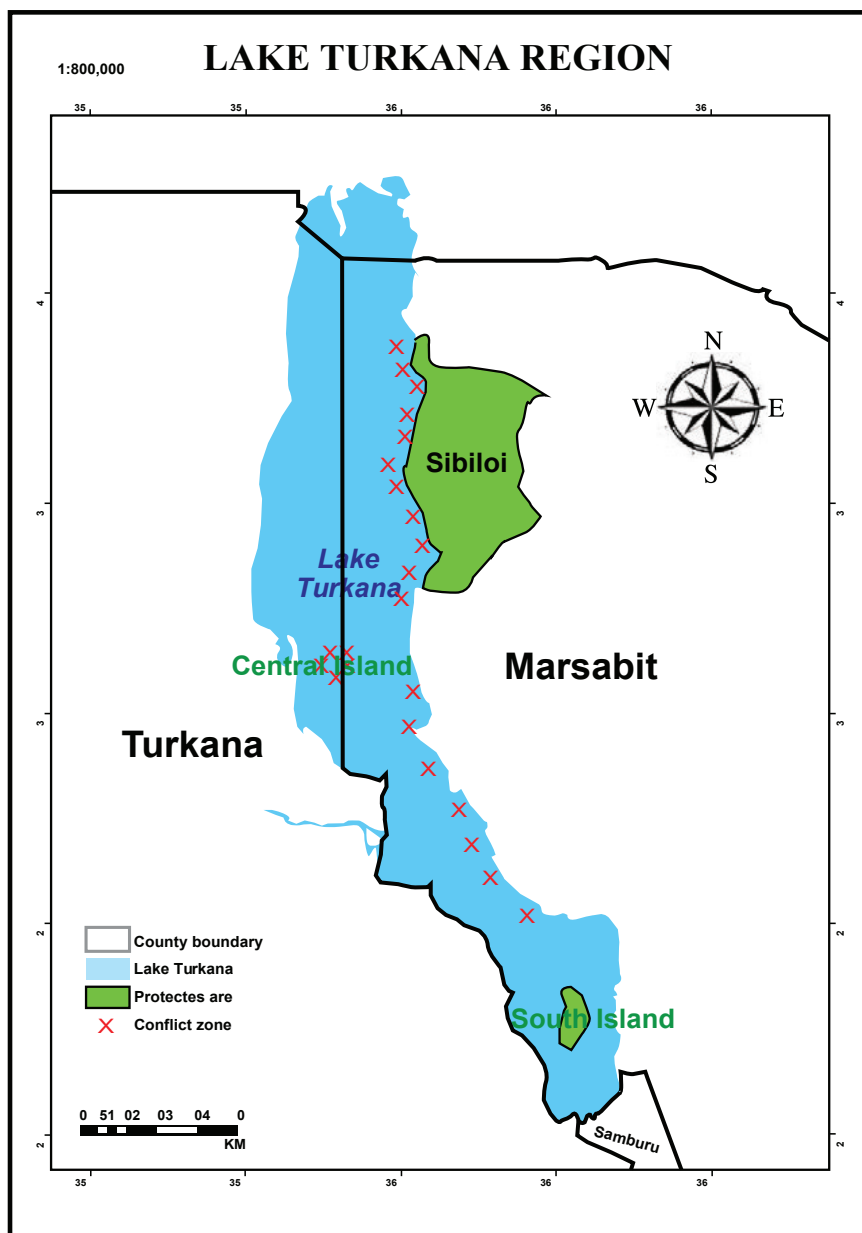 LAKE TURKANA REGION
1:800,000
35 35 36 36 36
4 4
N
W E
S
Sibiloi
3 3
Lake
Turkana
Central Island
Marsabit
3 3
Turkana
2 2
County boundary
Lake Turkana
Protectes are
Conflict zone
South Island
0 51 02 03 04 0
KM
Samburu
2 2
35 35 36 36 36